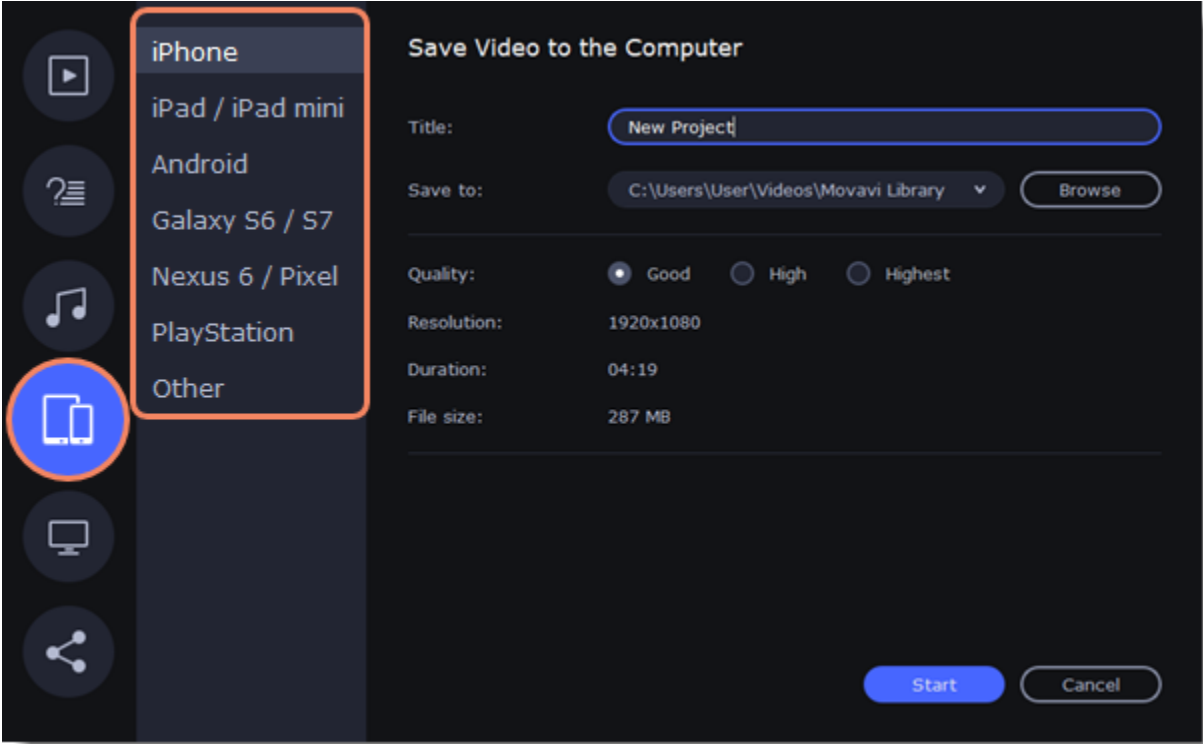 iPhone
iPad / iPad mini
Android
Galaxy S6 / S7
Nexus 6 / Pixel
PlayStation
Other
Save Video to the Computer
Title: New Project
Save to: C:\Users\User\Videos\Movavi Library Browse
Quality: Good High Highest
Resolution: 1920x1080
Duration: 04:19
File size: 287 MB
Start Cancel